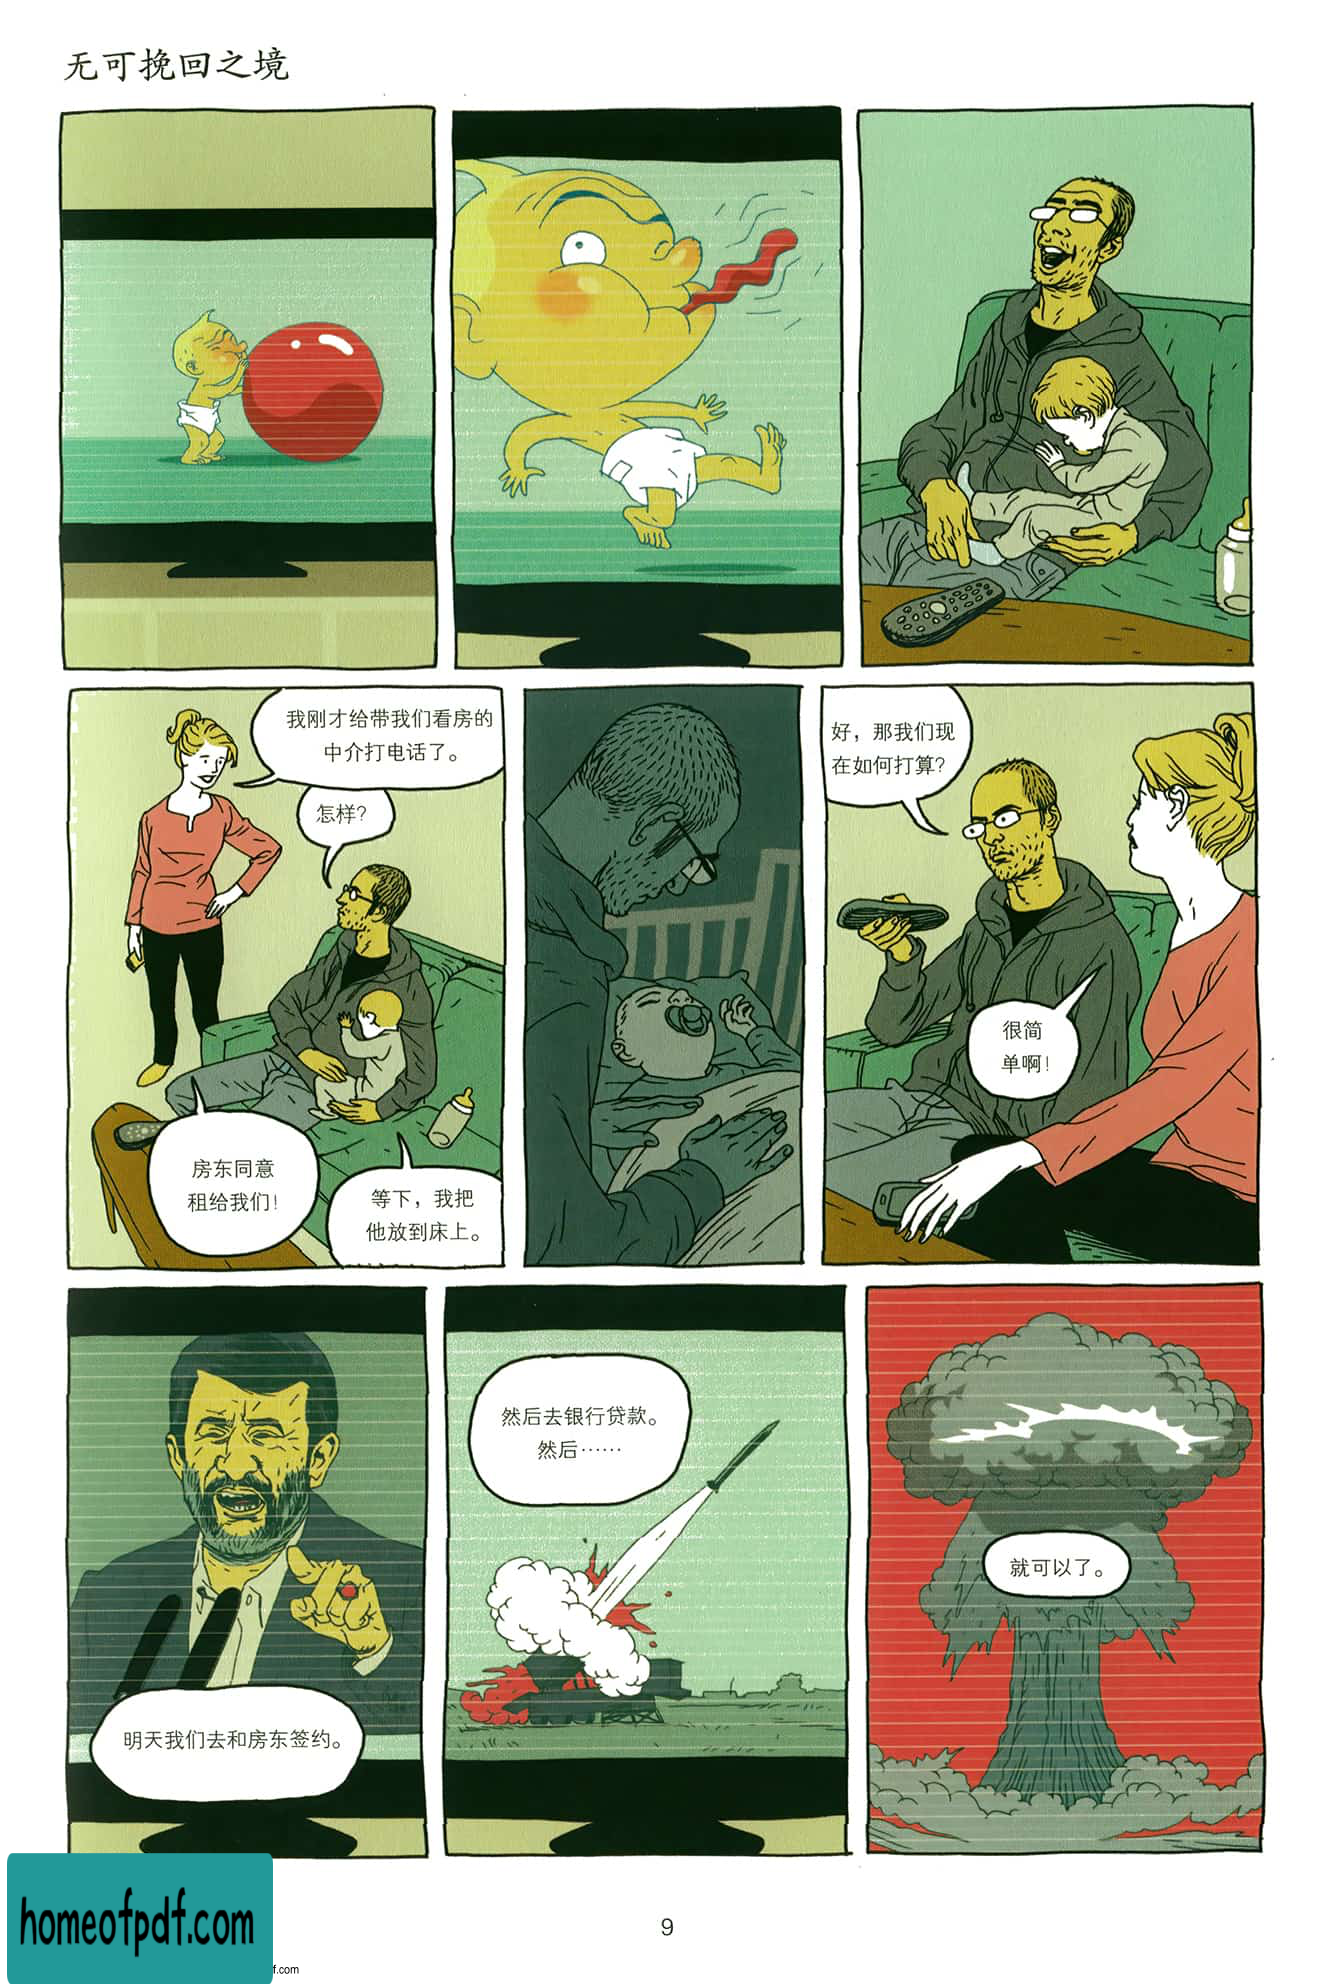 无可挽回之境
我刚才给带我们看房的
中介打电话了。
怎样？
房东同意
租给我们！
等下，我把
他放到床上。
好，那我们现
在如何打算？
很简
单啊！
明天我们去和房东签约。
然后去银行贷款。
然后……
就可以了。
9
homeofpdf.com
f.com